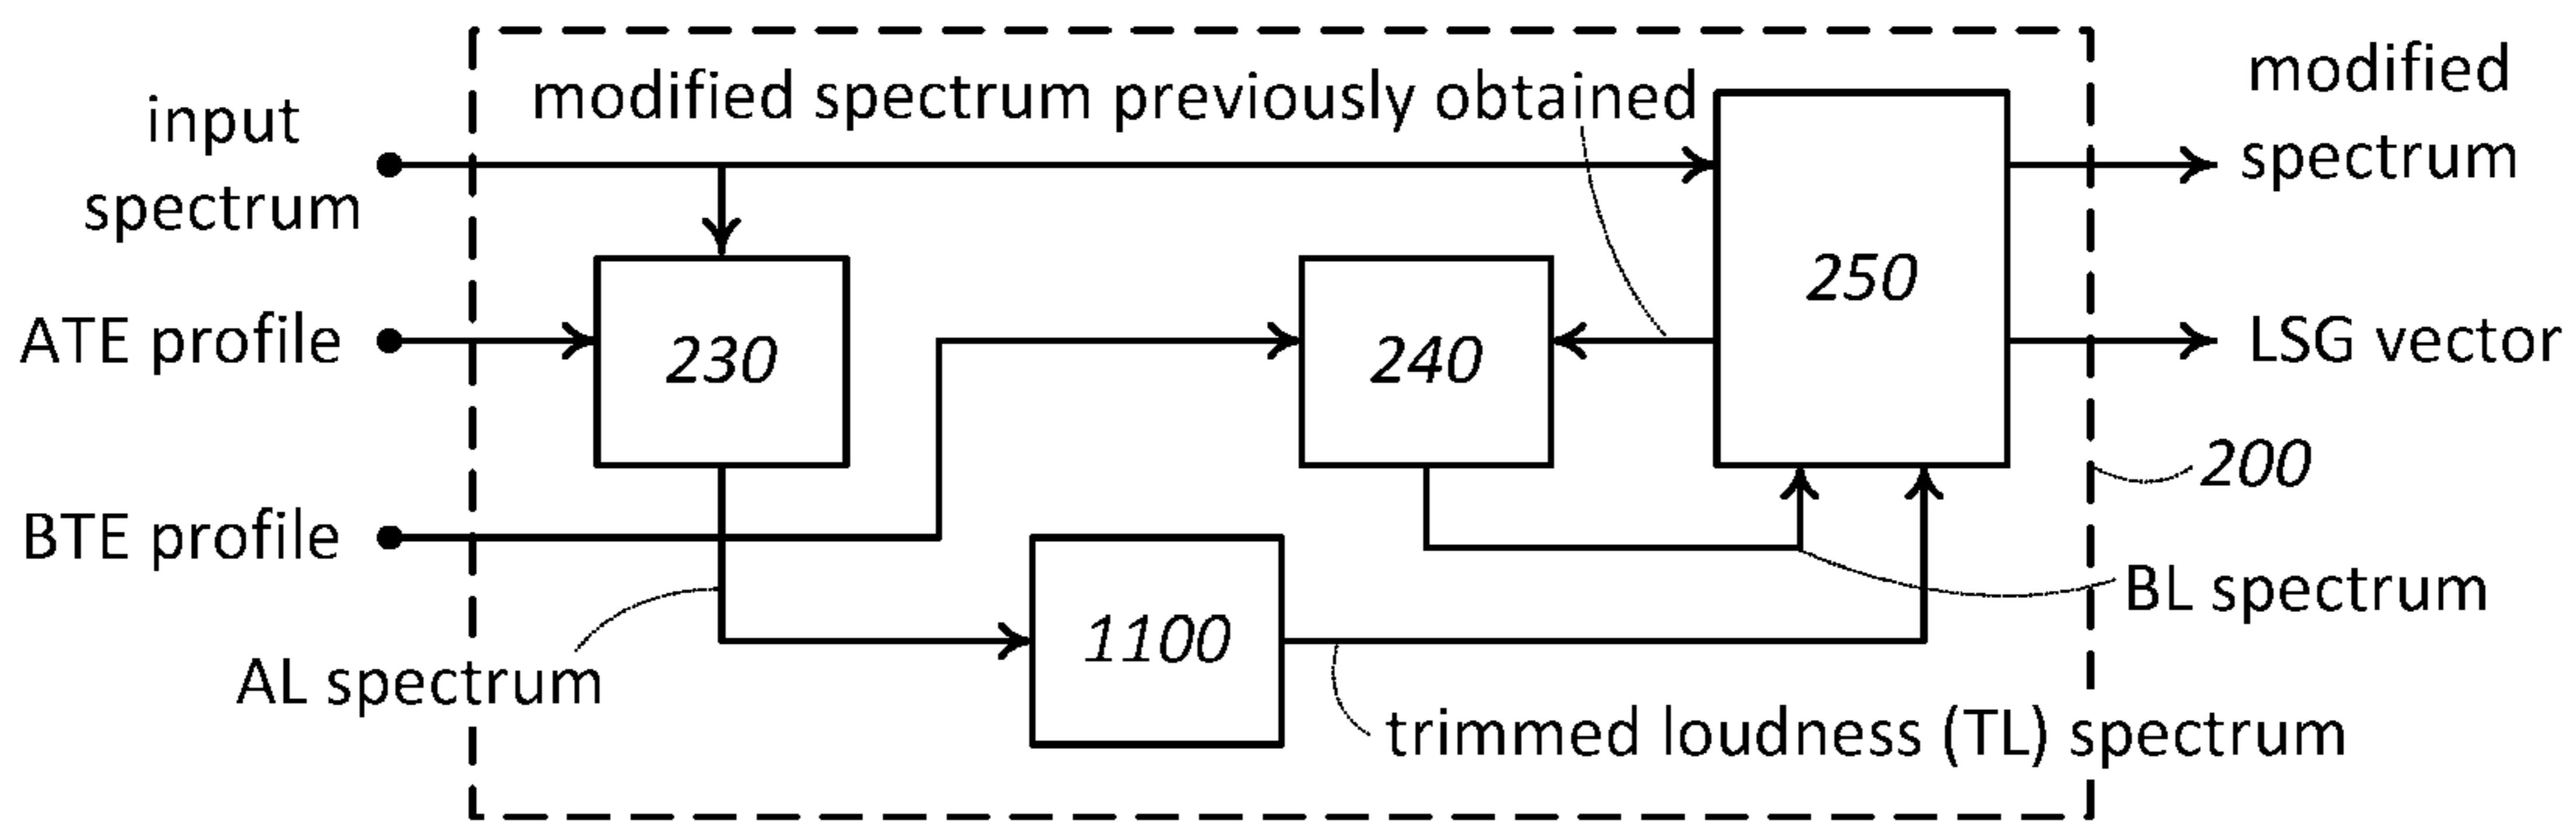 modified spectrum previously obtained
input
spectrum
modified
spectrum
ATE profile
230
240
250
LSG vector
BTE profile
200
AL spectrum
1100
BL spectrum
trimmed loudness (TL) spectrum